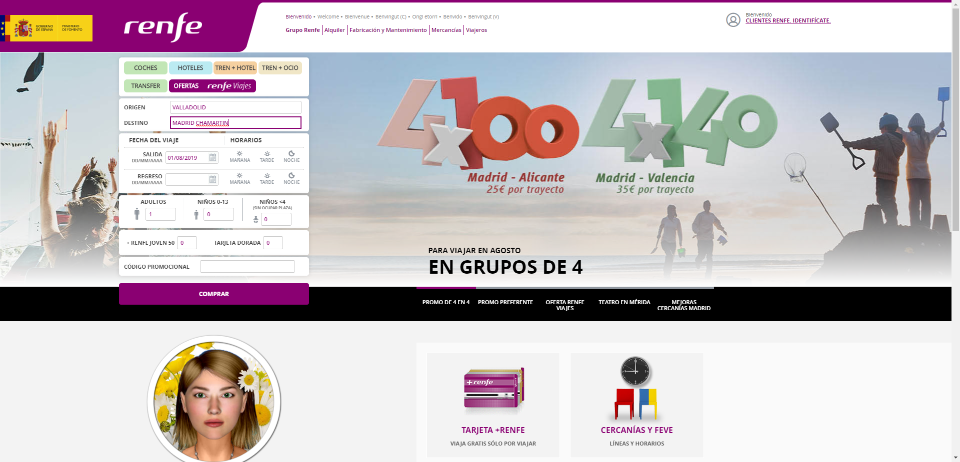 GOBIERNO DE ESPAÑA
MINISTERIO DE FOMENTO
renfe
Bienvenido • Welcome • Bienvenue • Benvingut (c) • Ongi etorri • Benvido • Benvingut (v)
Grupo Renfe | Alquiler | Fabricación y Mantenimiento | Mercancías | Viajeros
Bienvenido
CLIENTES RENFE. IDENTIFÍCATE.
COCHES
HOTELES
TREN + HOTEL
TREN + OCIO
TRANSFER
OFERTAS renfe Viajes
ORIGEN
VALLADOLID
DESTINO
MADRID-CHAMARTIN
FECHA DEL VIAJE
HORARIOS
SALIDA
DD/MM/AAAA
01/08/2019
MAÑANA
TARDE
NOCHE
REGRESO
DD/MM/AAAA
MAÑANA
TARDE
NOCHE
ADULTOS
1
NIÑOS 0-13
0
NIÑOS <4
(SIN OCUPAR PLAZA)
0
+ RENFE JOVEN 50
0
TARJETA DORADA
0
CÓDIGO PROMOCIONAL
COMPRAR
4x100
Madrid - Alicante
25€ por trayecto
4x140
Madrid - Valencia
35€ por trayecto
PARA VIAJAR EN AGOSTO
EN GRUPOS DE 4
PROMO DE 4 EN 4
PROMO PREFERENTE
OFERTA RENFE
VIAJES
TEATRO EN MÉRIDA
MEJORAS
CERCANÍAS MADRID
+renfe
TARJETA +RENFE
VIAJA GRATIS SÓLO POR VIAJAR
CERCANÍAS Y FEVE
LÍNEAS Y HORARIOS